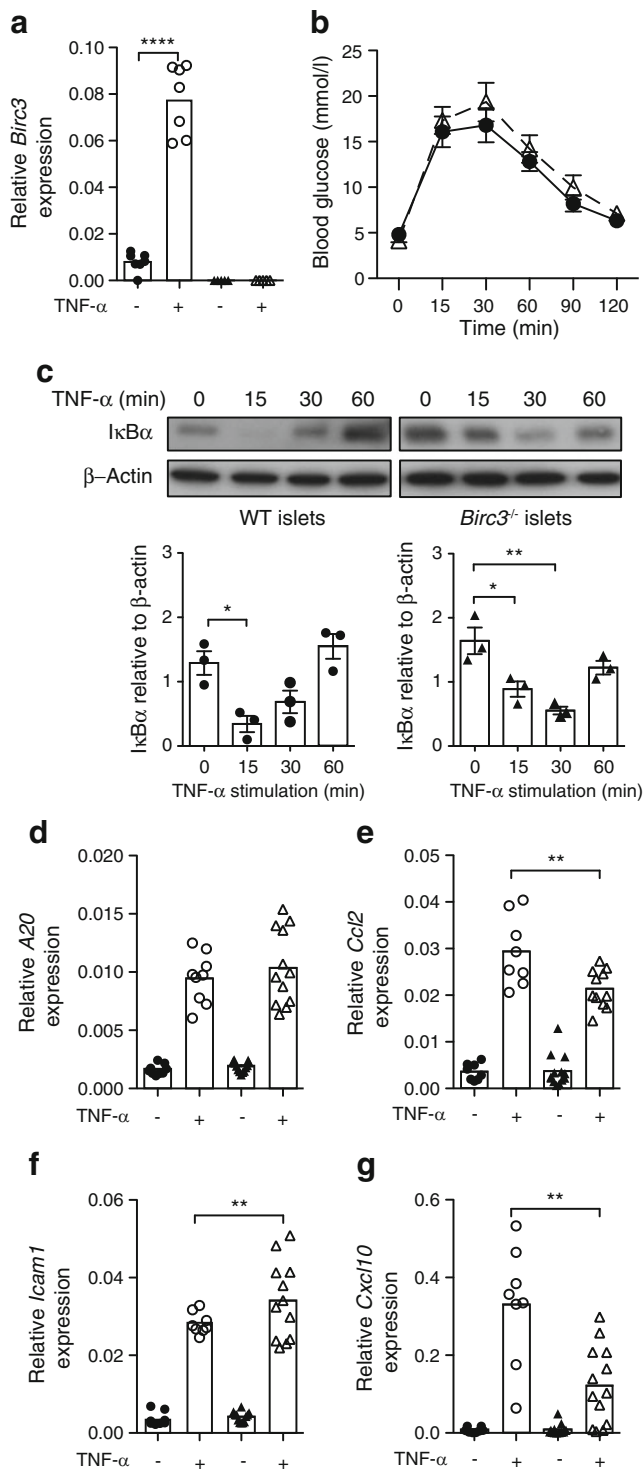 a
****
0.10
0.08
0.06
0.04
0.02
0.00
Relative Birc3
expression
TNF-α - + - +
b
25
20
15
10
5
0
Blood glucose (mmol/l)
0 15 30 60 90 120
Time (min)
c
TNF-α (min) 0 15 30 60 0 15 30 60
IκBα
β–Actin
WT islets Birc3-/- islets
3
2
1
0
IκBα relative to β-actin
*
0 15 30 60
TNF-α stimulation (min)
3
2
1
0
IκBα relative to β-actin
**
*
0 15 30 60
TNF-α stimulation (min)
d
0.020
0.015
0.010
0.005
0.000
Relative A20
expression
TNF-α - + - +
e
0.05
0.04
0.03
0.02
0.01
0.00
Relative Ccl2
expression
**
TNF-α - + - +
f
0.06
0.04
0.02
0.00
Relative Icam1
expression
**
TNF-α - + - +
g
0.6
0.4
0.2
0.0
Relative Cxcl10
expression
**
TNF-α - + - +